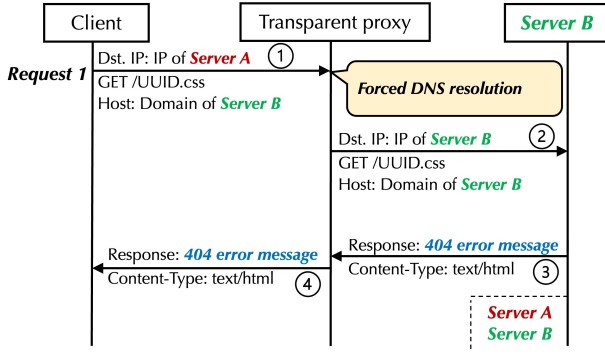 Client
Transparent proxy
Server B
Request 1
Dst. IP: IP of Server A
1
GET /UUID.css
Host: Domain of Server B
Forced DNS resolution
Dst. IP: IP of Server B
2
GET /UUID.css
Host: Domain of Server B
Response: 404 error message
Content-Type: text/html
3
Response: 404 error message
Content-Type: text/html
4
Server A
Server B